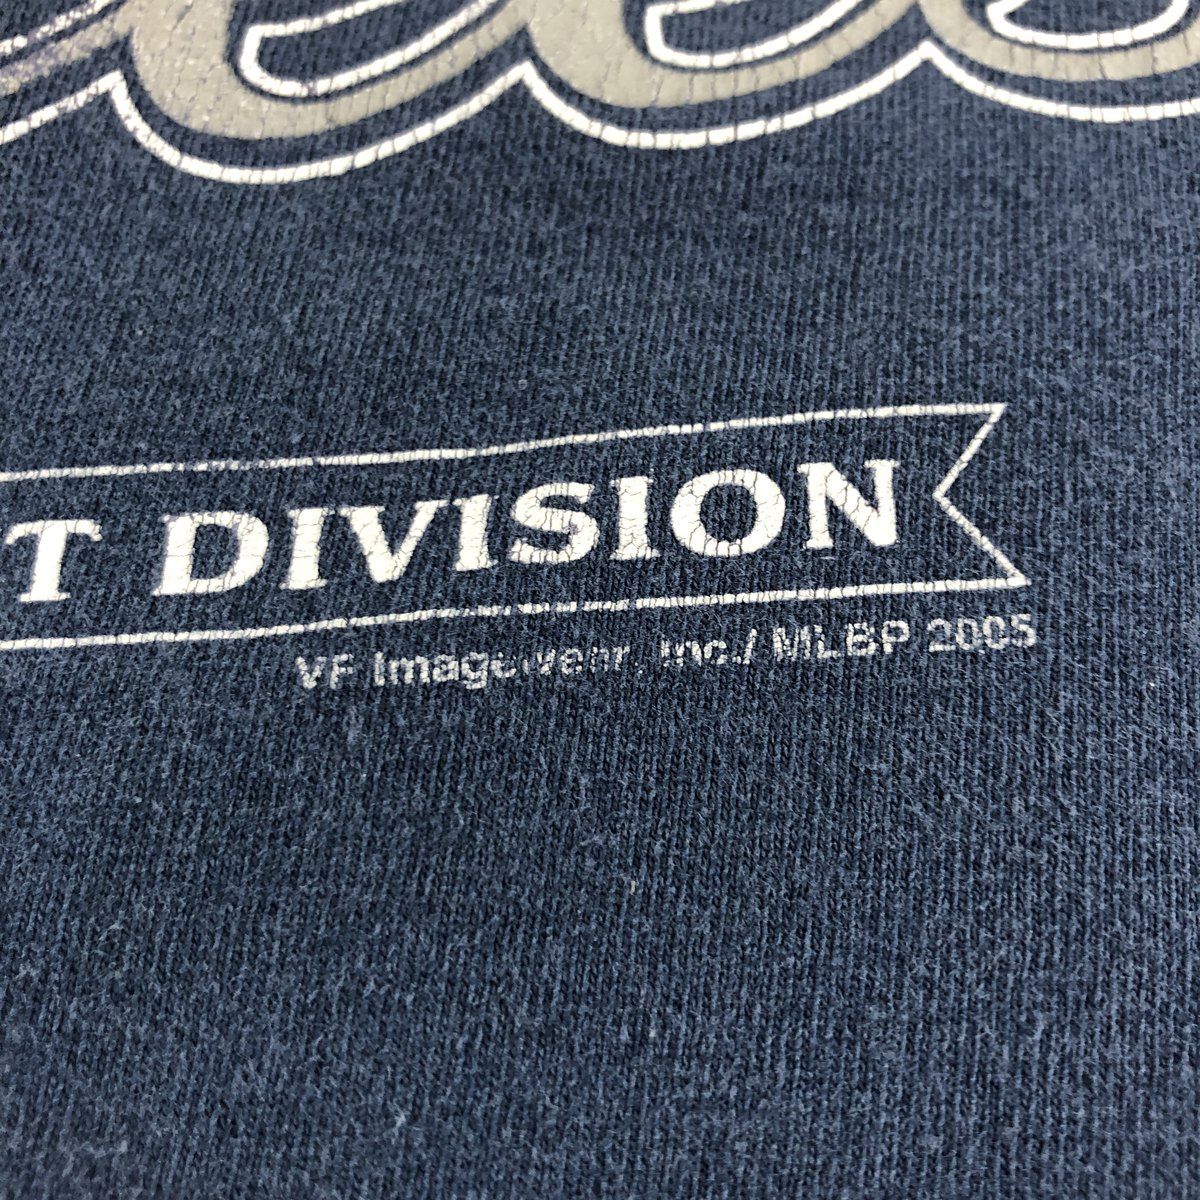 T DIVISION
VF Imagewear, Inc./ MLBP 2005